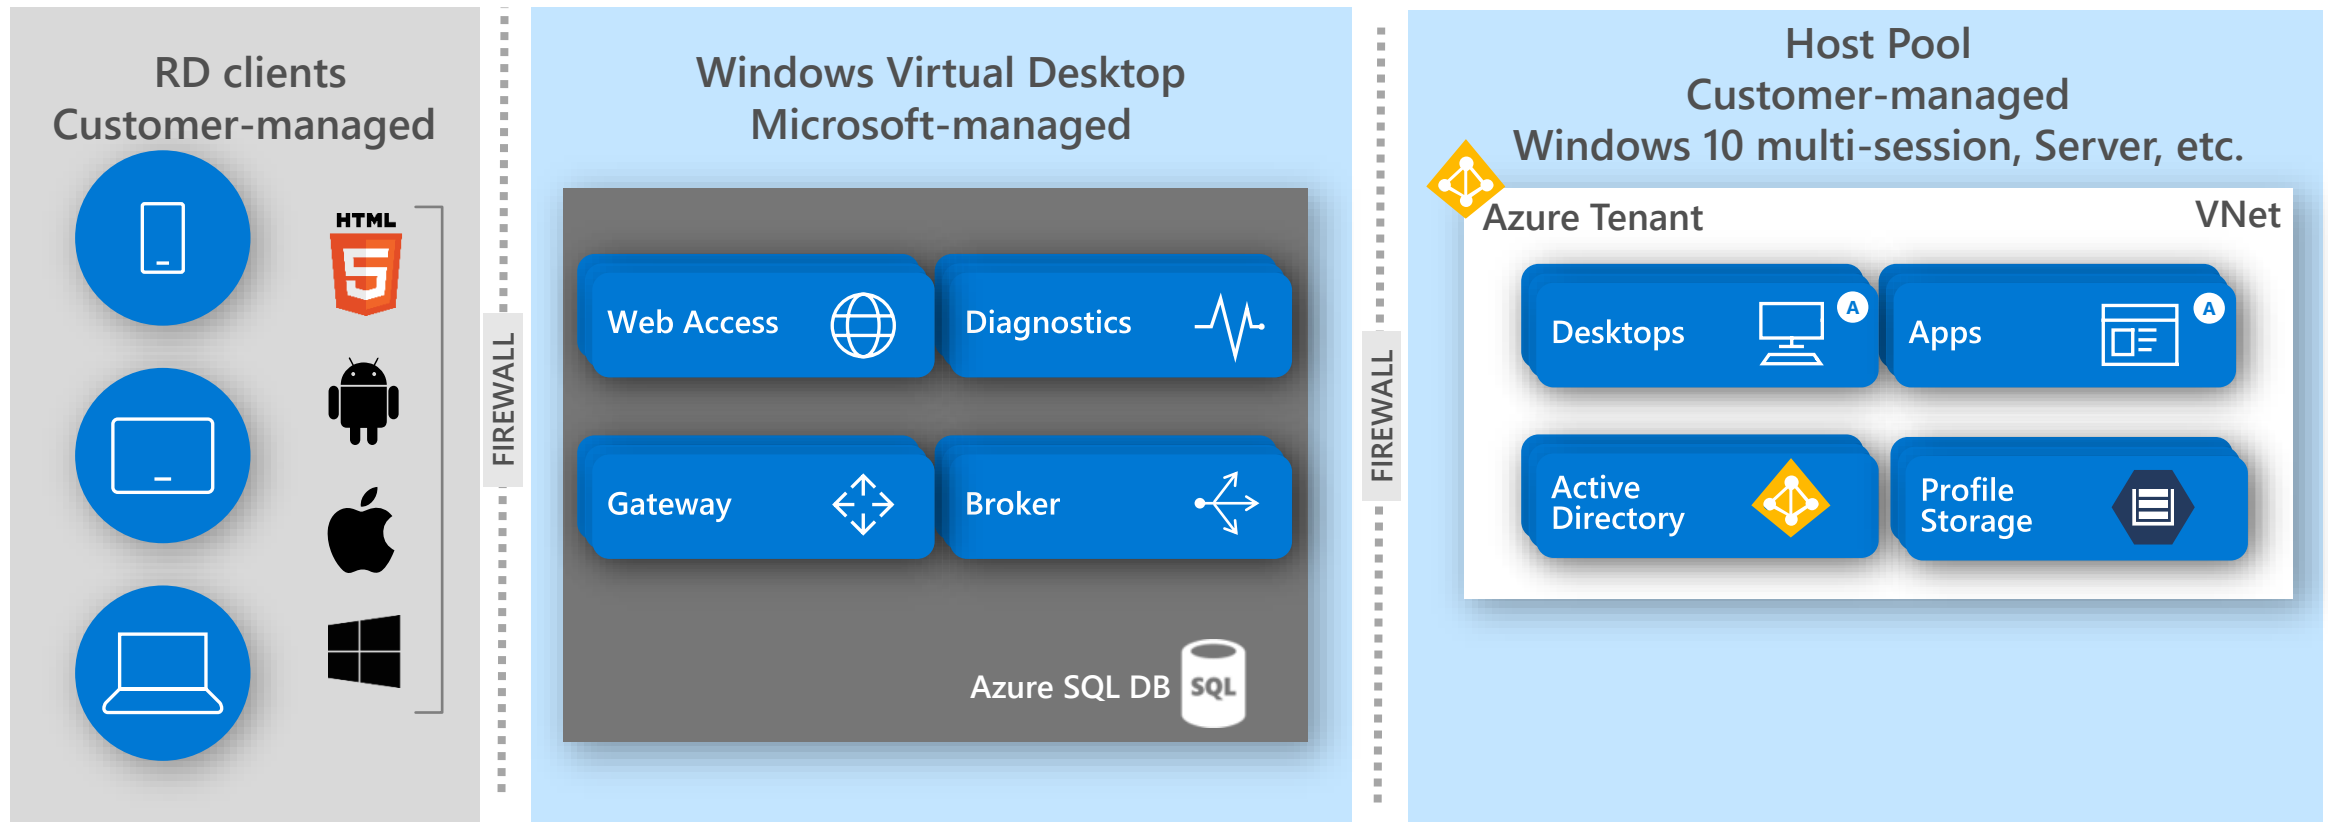 RD clients
Customer-managed
HTML
5
FIREWALL
Windows Virtual Desktop
Microsoft-managed
Web Access
Diagnostics
Gateway
Broker
Azure SQL DB
SQL
FIREWALL
Host Pool
Customer-managed
Windows 10 multi-session, Server, etc.
Azure Tenant
VNet
Desktops
A
Apps
A
Active
Directory
Profile
Storage